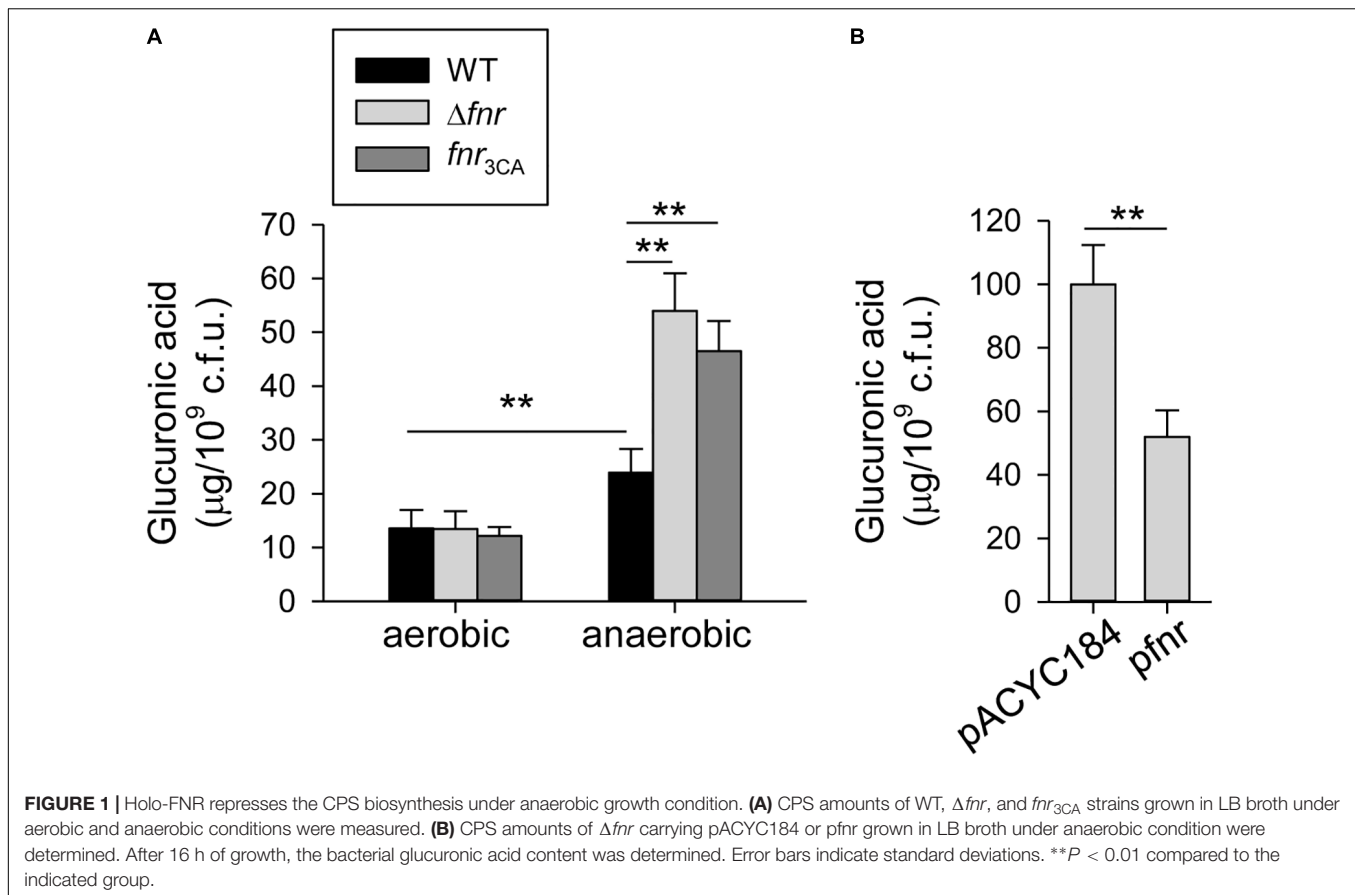 A
WT
Δfnr
fnr3CA
Glucuronic acid
(μg/10⁹ c.f.u.)
70
60
50
40
30
20
10
0
**
**
**
aerobic
anaerobic
B
Glucuronic acid
(μg/10⁹ c.f.u.)
120
100
80
60
40
20
0
**
pACYC184
pfnr
FIGURE 1 | Holo-FNR represses the CPS biosynthesis under anaerobic growth condition. (A) CPS amounts of WT, Δfnr, and fnr3CA strains grown in LB broth under
aerobic and anaerobic conditions were measured. (B) CPS amounts of Δfnr carrying pACYC184 or pfnr grown in LB broth under anaerobic condition were
determined. After 16 h of growth, the bacterial glucuronic acid content was determined. Error bars indicate standard deviations. **P < 0.01 compared to the
indicated group.